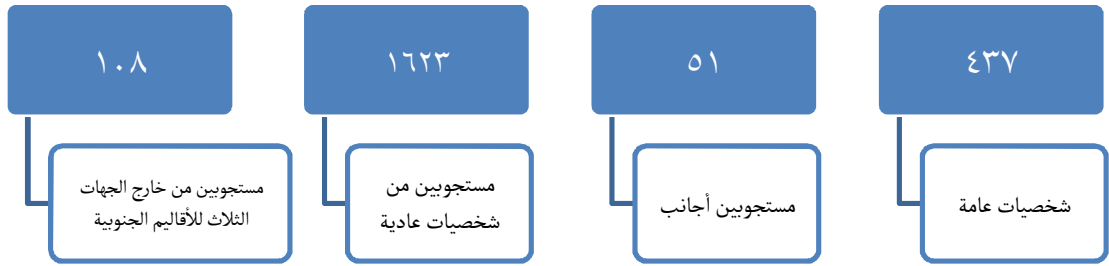 ٤٣٧
شخصيات عامة
٥١
مستجوبين أجانب
١٦٢٣
مستجوبين من
شخصيات عادية
١٠٨
مستجوبين من خارج الجهات
الثلاث للأقاليم الجنوبية